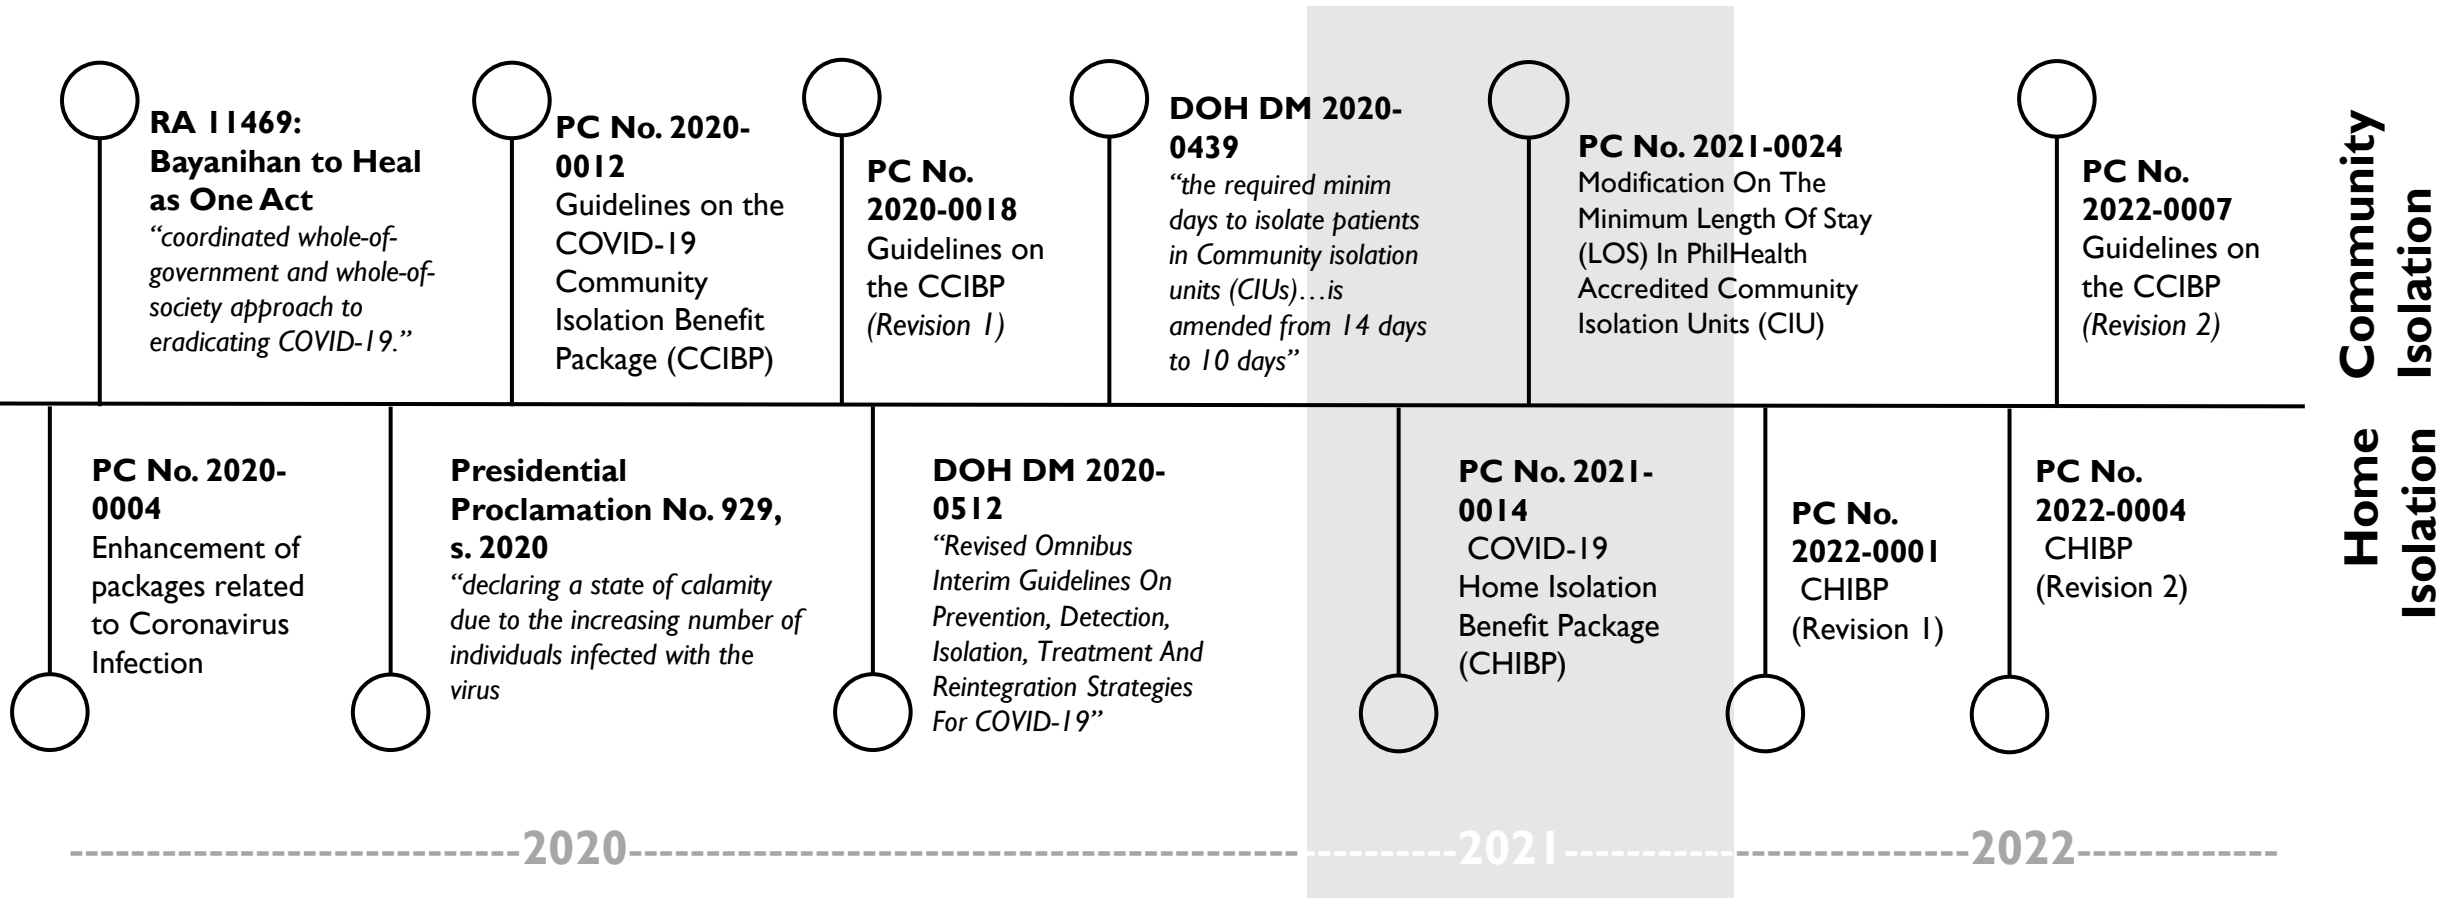 RA 11469:
Bayanihan to Heal
as One Act
“coordinated whole-of-
government and whole-of-
society approach to
eradicating COVID-19.”
PC No. 2020-
0012
Guidelines on the
COVID-19
Community
Isolation Benefit
Package (CCIBP)
PC No.
2020-0018
Guidelines on
the CCIBP
(Revision 1)
DOH DM 2020-
0439
“the required minim
days to isolate patients
in Community isolation
units (CIUs)…is
amended from 14 days
to 10 days”
PC No. 2021-0024
Modification On The
Minimum Length Of Stay
(LOS) In PhilHealth
Accredited Community
Isolation Units (CIU)
PC No.
2022-0007
Guidelines on
the CCIBP
(Revision 2)
Community
Isolation
PC No. 2020-
0004
Enhancement of
packages related
to Coronavirus
Infection
Presidential
Proclamation No. 929,
s. 2020
“declaring a state of calamity
due to the increasing number of
individuals infected with the
virus
DOH DM 2020-
0512
“Revised Omnibus
Interim Guidelines On
Prevention, Detection,
Isolation, Treatment And
Reintegration Strategies
For COVID-19”
PC No. 2021-
0014
COVID-19
Home Isolation
Benefit Package
(CHIBP)
PC No.
2022-0001
CHIBP
(Revision 1)
PC No.
2022-0004
CHIBP
(Revision 2)
Home
Isolation
2020
2021
2022